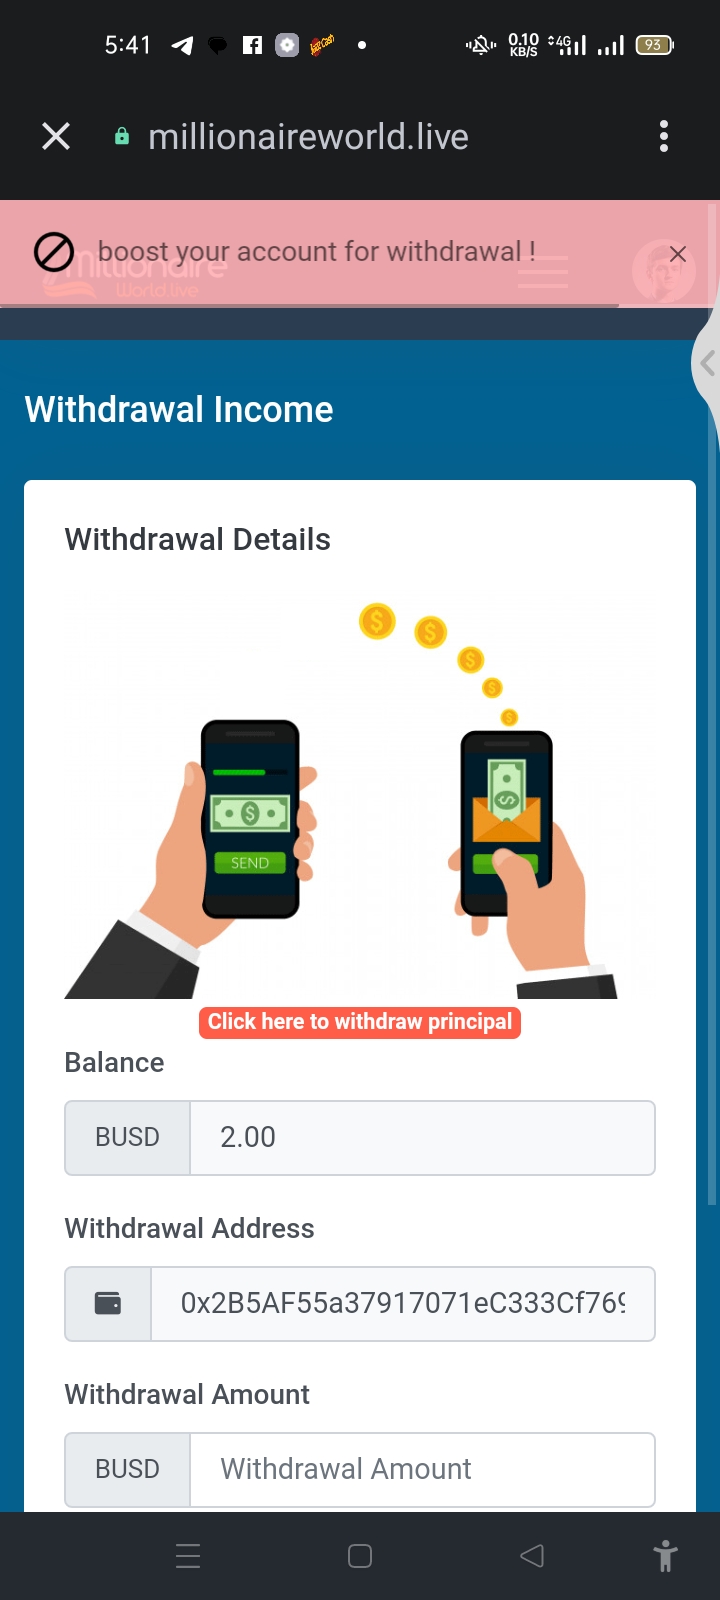 5:41
0.10
KB/S
4G
93
millionaireworld.live
boost your account for withdrawal !
Millionaire
World.live
Withdrawal Income
Withdrawal Details
SEND
Click here to withdraw principal
Balance
BUSD 2.00
Withdrawal Address
0x2B5AF55a37917071eC333Cf769
Withdrawal Amount
BUSD Withdrawal Amount